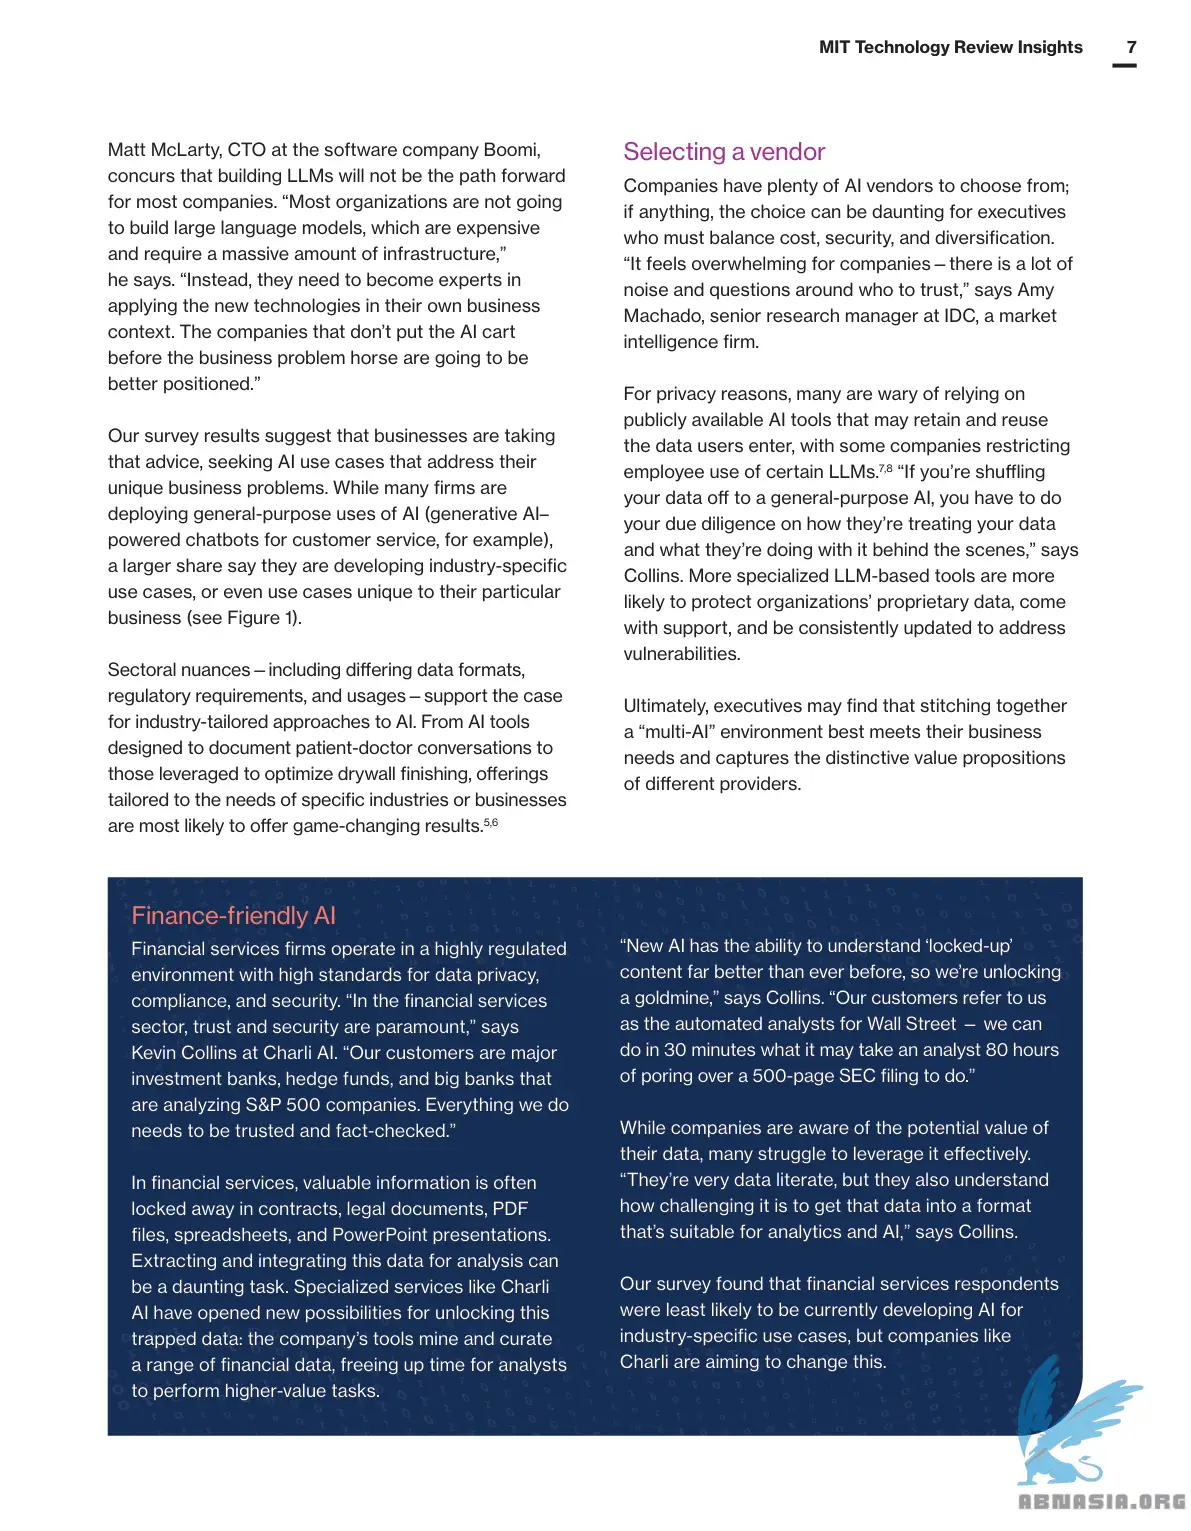 MIT Technology Review Insights 7
Matt McLarty, CTO at the software company Boomi,
concurs that building LLMs will not be the path forward
for most companies. “Most organizations are not going
to build large language models, which are expensive
and require a massive amount of infrastructure,”
he says. “Instead, they need to become experts in
applying the new technologies in their own business
context. The companies that don’t put the AI cart
before the business problem horse are going to be
better positioned.”
Our survey results suggest that businesses are taking
that advice, seeking AI use cases that address their
unique business problems. While many firms are
deploying general-purpose uses of AI (generative AI–
powered chatbots for customer service, for example),
a larger share say they are developing industry-specific
use cases, or even use cases unique to their particular
business (see Figure 1).
Sectoral nuances – including differing data formats,
regulatory requirements, and usages – support the case
for industry-tailored approaches to AI. From AI tools
designed to document patient-doctor conversations to
those leveraged to optimize drywall finishing, offerings
tailored to the needs of specific industries or businesses
are most likely to offer game-changing results.5,6
Selecting a vendor
Companies have plenty of AI vendors to choose from;
if anything, the choice can be daunting for executives
who must balance cost, security, and diversification.
“It feels overwhelming for companies – there is a lot of
noise and questions around who to trust,” says Amy
Machado, senior research manager at IDC, a market
intelligence firm.
For privacy reasons, many are wary of relying on
publicly available AI tools that may retain and reuse
the data users enter, with some companies restricting
employee use of certain LLMs.7,8 “If you’re shuffling
your data off to a general-purpose AI, you have to do
your due diligence on how they’re treating your data
and what they’re doing with it behind the scenes,” says
Collins. More specialized LLM-based tools are more
likely to protect organizations’ proprietary data, come
with support, and be consistently updated to address
vulnerabilities.
Ultimately, executives may find that stitching together
a “multi-AI” environment best meets their business
needs and captures the distinctive value propositions
of different providers.
Finance-friendly AI
Financial services firms operate in a highly regulated
environment with high standards for data privacy,
compliance, and security. “In the financial services
sector, trust and security are paramount,” says
Kevin Collins at Charli AI. “Our customers are major
investment banks, hedge funds, and big banks that
are analyzing S&P 500 companies. Everything we do
needs to be trusted and fact-checked.”
In financial services, valuable information is often
locked away in contracts, legal documents, PDF
files, spreadsheets, and PowerPoint presentations.
Extracting and integrating this data for analysis can
be a daunting task. Specialized services like Charli
AI have opened new possibilities for unlocking this
trapped data: the company’s tools mine and curate
a range of financial data, freeing up time for analysts
to perform higher-value tasks.
“New AI has the ability to understand ‘locked-up’
content far better than ever before, so we’re unlocking
a goldmine,” says Collins. “Our customers refer to us
as the automated analysts for Wall Street — we can
do in 30 minutes what it may take an analyst 80 hours
of poring over a 500-page SEC filing to do.”
While companies are aware of the potential value of
their data, many struggle to leverage it effectively.
“They’re very data literate, but they also understand
how challenging it is to get that data into a format
that’s suitable for analytics and AI,” says Collins.
Our survey found that financial services respondents
were least likely to be currently developing AI for
industry-specific use cases, but companies like
Charli are aiming to change this.
ABNASIA.ORG